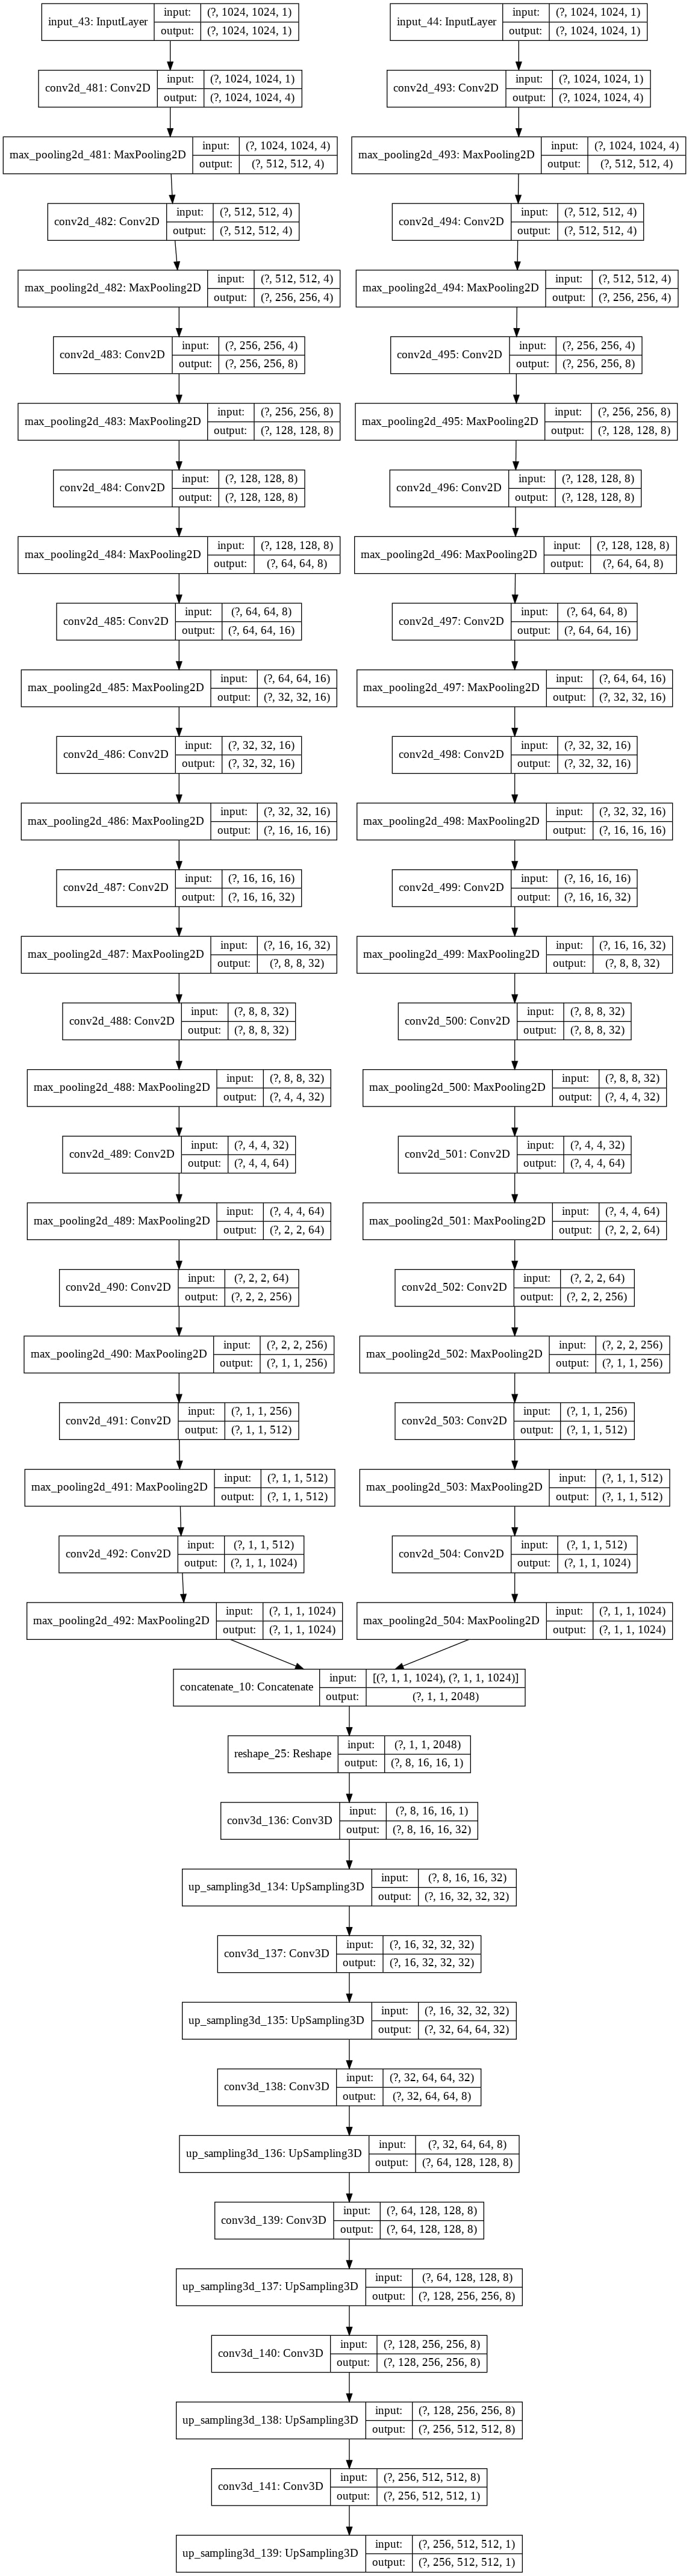 input_43: InputLayer
input: (?, 1024, 1024, 1)
output: (?, 1024, 1024, 1)
conv2d_481: Conv2D
input: (?, 1024, 1024, 1)
output: (?, 1024, 1024, 4)
max_pooling2d_481: MaxPooling2D
input: (?, 1024, 1024, 4)
output: (?, 512, 512, 4)
conv2d_482: Conv2D
input: (?, 512, 512, 4)
output: (?, 512, 512, 4)
max_pooling2d_482: MaxPooling2D
input: (?, 512, 512, 4)
output: (?, 256, 256, 4)
conv2d_483: Conv2D
input: (?, 256, 256, 4)
output: (?, 256, 256, 8)
max_pooling2d_483: MaxPooling2D
input: (?, 256, 256, 8)
output: (?, 128, 128, 8)
conv2d_484: Conv2D
input: (?, 128, 128, 8)
output: (?, 128, 128, 8)
max_pooling2d_484: MaxPooling2D
input: (?, 128, 128, 8)
output: (?, 64, 64, 8)
conv2d_485: Conv2D
input: (?, 64, 64, 8)
output: (?, 64, 64, 16)
max_pooling2d_485: MaxPooling2D
input: (?, 64, 64, 16)
output: (?, 32, 32, 16)
conv2d_486: Conv2D
input: (?, 32, 32, 16)
output: (?, 32, 32, 16)
max_pooling2d_486: MaxPooling2D
input: (?, 32, 32, 16)
output: (?, 16, 16, 16)
conv2d_487: Conv2D
input: (?, 16, 16, 16)
output: (?, 16, 16, 32)
max_pooling2d_487: MaxPooling2D
input: (?, 16, 16, 32)
output: (?, 8, 8, 32)
conv2d_488: Conv2D
input: (?, 8, 8, 32)
output: (?, 8, 8, 32)
max_pooling2d_488: MaxPooling2D
input: (?, 8, 8, 32)
output: (?, 4, 4, 32)
conv2d_489: Conv2D
input: (?, 4, 4, 32)
output: (?, 4, 4, 64)
max_pooling2d_489: MaxPooling2D
input: (?, 4, 4, 64)
output: (?, 2, 2, 64)
conv2d_490: Conv2D
input: (?, 2, 2, 64)
output: (?, 2, 2, 256)
max_pooling2d_490: MaxPooling2D
input: (?, 2, 2, 256)
output: (?, 1, 1, 256)
conv2d_491: Conv2D
input: (?, 1, 1, 256)
output: (?, 1, 1, 512)
max_pooling2d_491: MaxPooling2D
input: (?, 1, 1, 512)
output: (?, 1, 1, 512)
conv2d_492: Conv2D
input: (?, 1, 1, 512)
output: (?, 1, 1, 1024)
max_pooling2d_492: MaxPooling2D
input: (?, 1, 1, 1024)
output: (?, 1, 1, 1024)
input_44: InputLayer
input: (?, 1024, 1024, 1)
output: (?, 1024, 1024, 1)
conv2d_493: Conv2D
input: (?, 1024, 1024, 1)
output: (?, 1024, 1024, 4)
max_pooling2d_493: MaxPooling2D
input: (?, 1024, 1024, 4)
output: (?, 512, 512, 4)
conv2d_494: Conv2D
input: (?, 512, 512, 4)
output: (?, 512, 512, 4)
max_pooling2d_494: MaxPooling2D
input: (?, 512, 512, 4)
output: (?, 256, 256, 4)
conv2d_495: Conv2D
input: (?, 256, 256, 4)
output: (?, 256, 256, 8)
max_pooling2d_495: MaxPooling2D
input: (?, 256, 256, 8)
output: (?, 128, 128, 8)
conv2d_496: Conv2D
input: (?, 128, 128, 8)
output: (?, 128, 128, 8)
max_pooling2d_496: MaxPooling2D
input: (?, 128, 128, 8)
output: (?, 64, 64, 8)
conv2d_497: Conv2D
input: (?, 64, 64, 8)
output: (?, 64, 64, 16)
max_pooling2d_497: MaxPooling2D
input: (?, 64, 64, 16)
output: (?, 32, 32, 16)
conv2d_498: Conv2D
input: (?, 32, 32, 16)
output: (?, 32, 32, 16)
max_pooling2d_498: MaxPooling2D
input: (?, 32, 32, 16)
output: (?, 16, 16, 16)
conv2d_499: Conv2D
input: (?, 16, 16, 16)
output: (?, 16, 16, 32)
max_pooling2d_499: MaxPooling2D
input: (?, 16, 16, 32)
output: (?, 8, 8, 32)
conv2d_500: Conv2D
input: (?, 8, 8, 32)
output: (?, 8, 8, 32)
max_pooling2d_500: MaxPooling2D
input: (?, 8, 8, 32)
output: (?, 4, 4, 32)
conv2d_501: Conv2D
input: (?, 4, 4, 32)
output: (?, 4, 4, 64)
max_pooling2d_501: MaxPooling2D
input: (?, 4, 4, 64)
output: (?, 2, 2, 64)
conv2d_502: Conv2D
input: (?, 2, 2, 64)
output: (?, 2, 2, 256)
max_pooling2d_502: MaxPooling2D
input: (?, 2, 2, 256)
output: (?, 1, 1, 256)
conv2d_503: Conv2D
input: (?, 1, 1, 256)
output: (?, 1, 1, 512)
max_pooling2d_503: MaxPooling2D
input: (?, 1, 1, 512)
output: (?, 1, 1, 512)
conv2d_504: Conv2D
input: (?, 1, 1, 512)
output: (?, 1, 1, 1024)
max_pooling2d_504: MaxPooling2D
input: (?, 1, 1, 1024)
output: (?, 1, 1, 1024)
concatenate_10: Concatenate
input: [(?, 1, 1, 1024), (?, 1, 1, 1024)]
output: (?, 1, 1, 2048)
reshape_25: Reshape
input: (?, 1, 1, 2048)
output: (?, 8, 16, 16, 1)
conv3d_136: Conv3D
input: (?, 8, 16, 16, 1)
output: (?, 8, 16, 16, 32)
up_sampling3d_134: UpSampling3D
input: (?, 8, 16, 16, 32)
output: (?, 16, 32, 32, 32)
conv3d_137: Conv3D
input: (?, 16, 32, 32, 32)
output: (?, 16, 32, 32, 32)
up_sampling3d_135: UpSampling3D
input: (?, 16, 32, 32, 32)
output: (?, 32, 64, 64, 32)
conv3d_138: Conv3D
input: (?, 32, 64, 64, 32)
output: (?, 32, 64, 64, 8)
up_sampling3d_136: UpSampling3D
input: (?, 32, 64, 64, 8)
output: (?, 64, 128, 128, 8)
conv3d_139: Conv3D
input: (?, 64, 128, 128, 8)
output: (?, 64, 128, 128, 8)
up_sampling3d_137: UpSampling3D
input: (?, 64, 128, 128, 8)
output: (?, 128, 256, 256, 8)
conv3d_140: Conv3D
input: (?, 128, 256, 256, 8)
output: (?, 128, 256, 256, 8)
up_sampling3d_138: UpSampling3D
input: (?, 128, 256, 256, 8)
output: (?, 256, 512, 512, 8)
conv3d_141: Conv3D
input: (?, 256, 512, 512, 8)
output: (?, 256, 512, 512, 1)
up_sampling3d_139: UpSampling3D
input: (?, 256, 512, 512, 1)
output: (?, 256, 512, 512, 1)